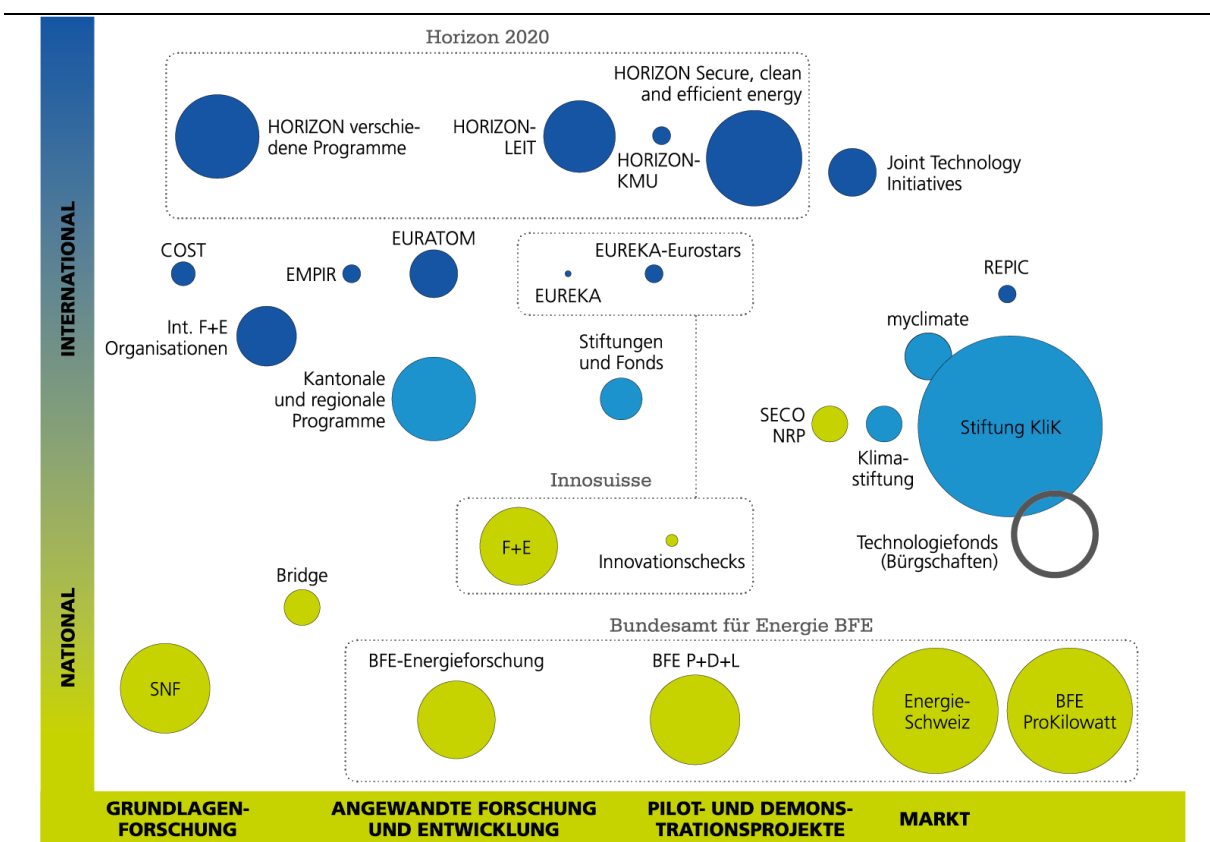 Horizon 2020
HORIZON Secure, clean
and efficient energy
HORIZON verschie-
dene Programme
HORIZON-
LEIT
HORIZON-
KMU
Joint Technology
Initiatives
INTERNATIONAL
COST
EMPIR
EURATOM
EUREKA-Eurostars
EUREKA
REPIC
Int. F+E
Organisationen
myclimate
Stiftungen
und Fonds
Kantonale
und regionale
Programme
SECO
NRP
Klima-
stiftung
Stiftung KliK
Innosuisse
F+E
Innovationschecks
Technologiefonds
(Bürgschaften)
NATIONAL
Bridge
Bundesamt für Energie BFE
SNF
BFE-Energieforschung
BFE P+D+L
Energie-
Schweiz
BFE
ProKilowatt
GRUNDLAGEN-
FORSCHUNG
ANGEWANDTE FORSCHUNG
UND ENTWICKLUNG
PILOT- UND DEMONS-
TRATIONSPROJEKTE
MARKT